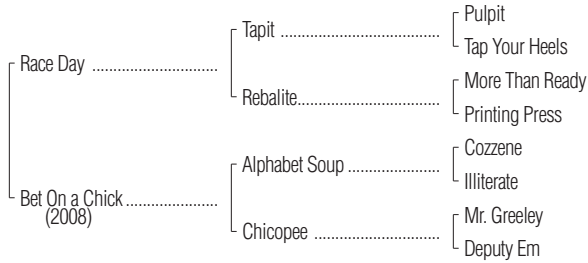 Pulpit
Tapit
Tap Your Heels
Race Day
More Than Ready
Rebalite
Printing Press
Cozzene
Alphabet Soup
Illiterate
Bet On a Chick
(2008)
Mr. Greeley
Chicopee
Deputy Em